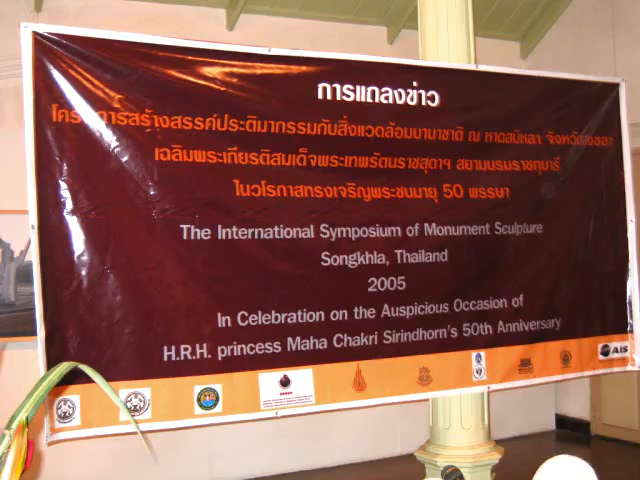 การแถลงข่าว
โครงการสร้างสรรค์ประติมากรรมกับสิ่งแวดล้อมนานาชาติ ณ หาดสมิหลา จังหวัดสงขลา
เฉลิมพระเกียรติสมเด็จพระเทพรัตนราชสุดาฯ สยามบรมราชกุมารี
ในวโรกาสทรงเจริญพระชนมายุ 50 พรรษา
The International Symposium of Monument Sculpture
Songkhla, Thailand
2005
In Celebration on the Auspicious Occasion of
H.R.H. princess Maha Chakri Sirindhorn's 50th Anniversary
AIS